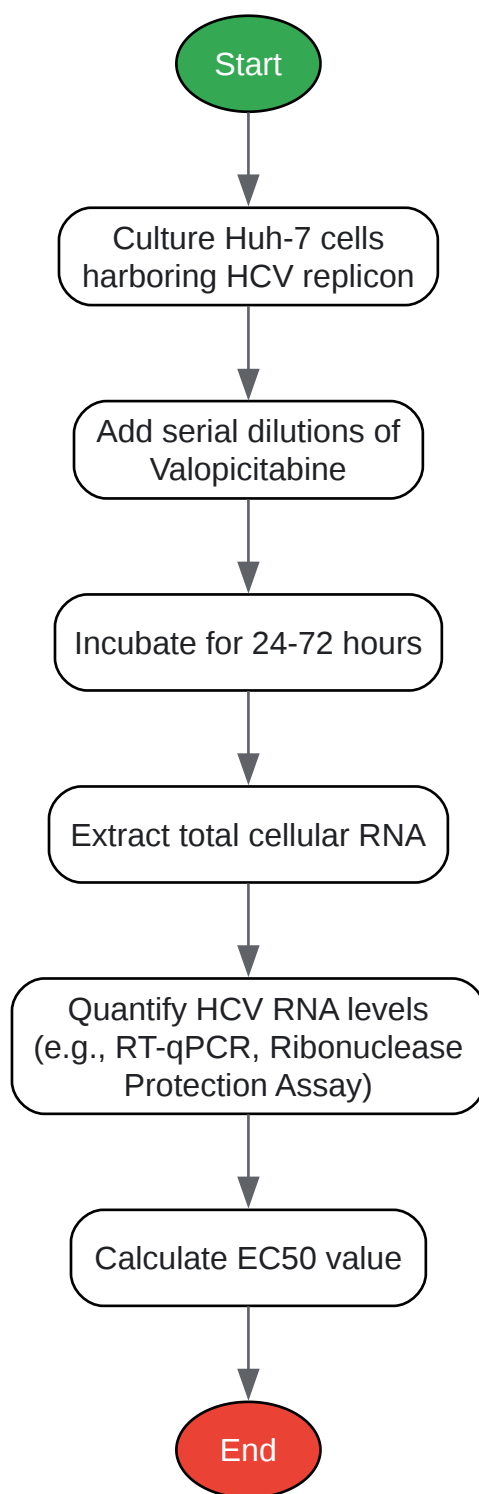 Start
Culture Huh-7 cells
harboring HCV replicon
Add serial dilutions of
Valopicitabine
Incubate for 24-72 hours
Extract total cellular RNA
Quantify HCV RNA levels
(e.g., RT-qPCR, Ribonuclease
Protection Assay)
Calculate EC50 value
End